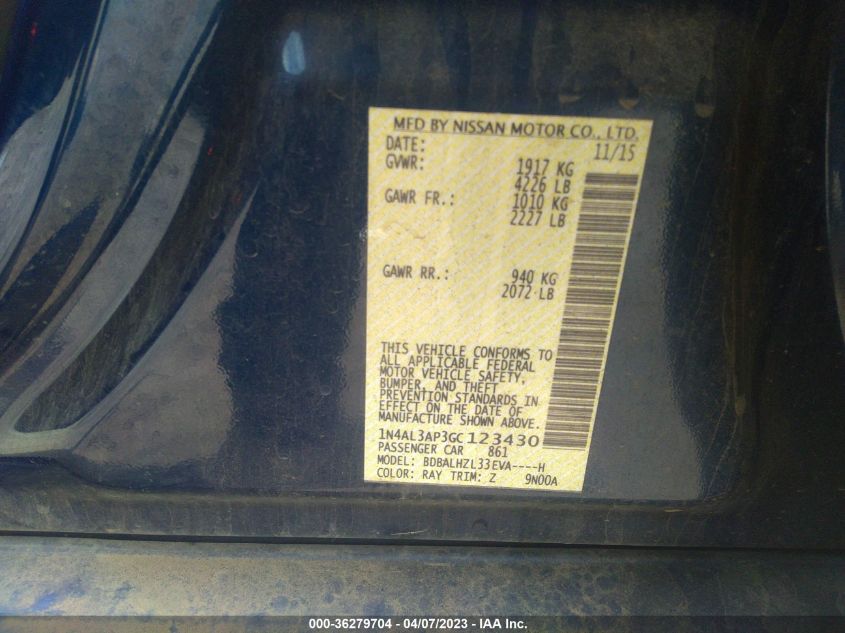 MFD BY NISSAN MOTOR CO., LTD.
DATE: 11/15
GVWR: 1917 KG
4226 LB
GAWR FR.: 1010 KG
2227 LB
GAWR RR.: 940 KG
2072 LB
THIS VEHICLE CONFORMS TO
ALL APPLICABLE FEDERAL
MOTOR VEHICLE SAFETY,
BUMPER, AND THEFT
PREVENTION STANDARDS IN
EFFECT ON THE DATE OF
MANUFACTURE SHOWN ABOVE.
1N4AL3AP3GC123430
PASSENGER CAR 861
MODEL: BDBALHZL33EVA----H
COLOR: RAY TRIM: Z 9N00A
000-36279704 - 04/07/2023 - IAA Inc.